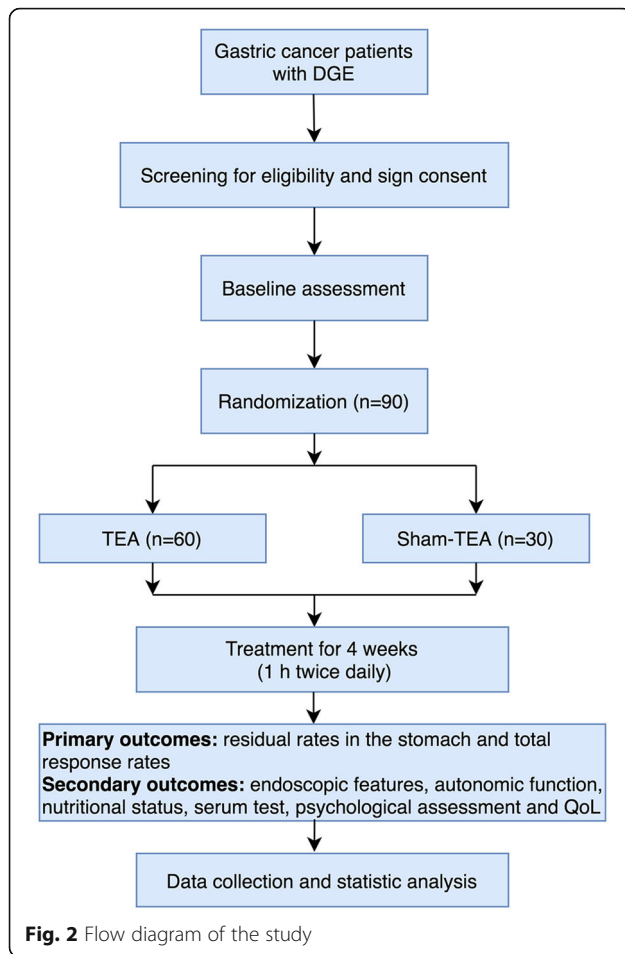 Gastric cancer patients
with DGE
Screening for eligibility and sign consent
Baseline assessment
Randomization (n=90)
TEA (n=60)
Sham-TEA (n=30)
Treatment for 4 weeks
(1 h twice daily)
Primary outcomes: residual rates in the stomach and total
response rates
Secondary outcomes: endoscopic features, autonomic function,
nutritional status, serum test, psychological assessment and QoL
Data collection and statistic analysis
Fig. 2 Flow diagram of the study